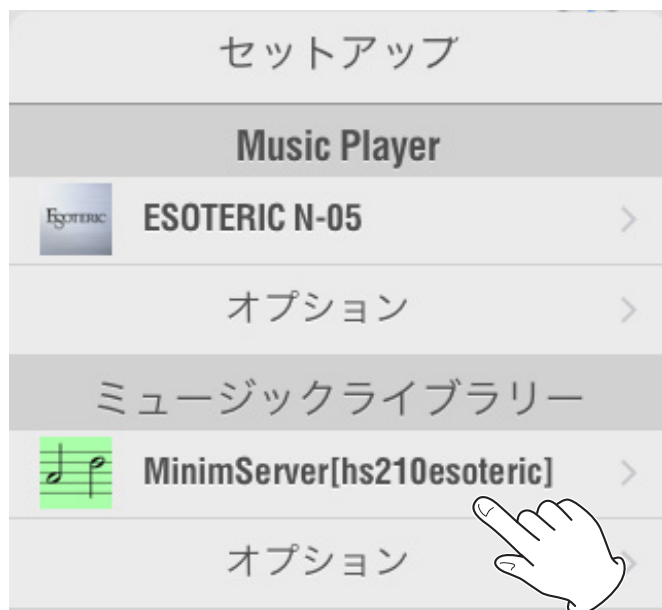 セットアップ
Music Player
ESOTERIC
ESOTERIC N-05
オプション
ミュージックライブラリー
MinimServer[hs210esoteric]
オプション